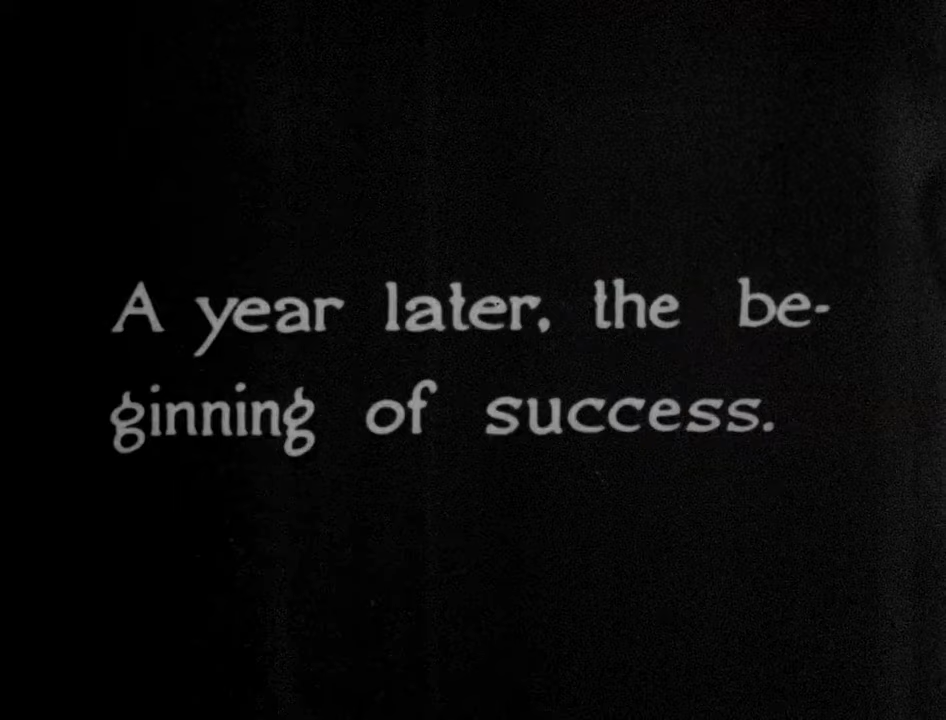 A year later, the be-
ginning of success.